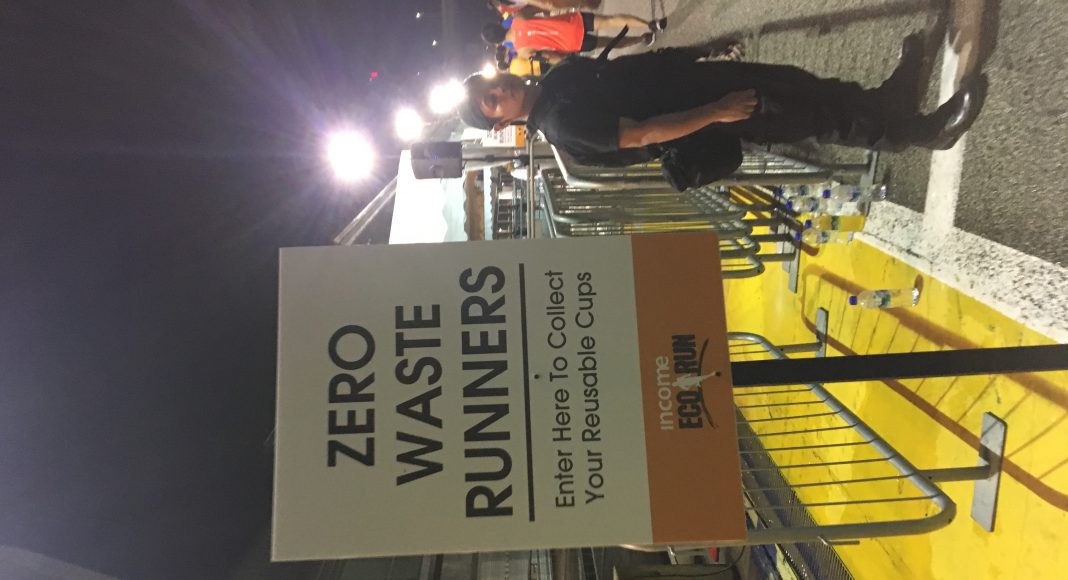 ZERO
WASTE
RUNNERS
Enter Here To Collect
Your Reusable Cups
income
ECO RUN